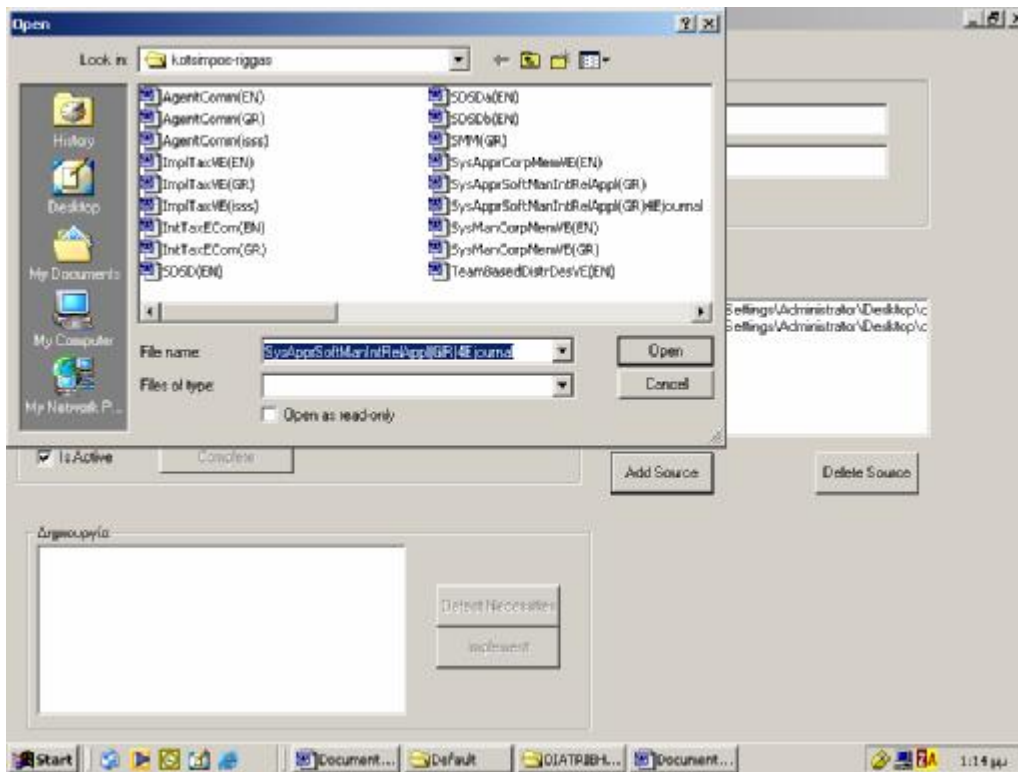 Open
Look in:
kotsimpos-riggas
History
Desktop
My Documents
My Computer
My Network P...
AgentComm(EN)
AgentComm(GR)
AgentComm(isss)
ImplTaxVE(EN)
ImplTaxVE(GR)
ImplTaxVE(isss)
IntTaxECom(EN)
IntTaxECom(GR)
SOSD(EN)
SOSDa(EN)
SOSDb(EN)
SMM(GR)
SysApprCorpMemVE(EN)
SysApprSoftManIntRelAppl(GR)
SysApprSoftManIntRelAppl(GR)4Ejournal
SysManCorpMemVE(EN)
SysManCorpMemVE(GR)
TeamBasedDistrDesVE(EN)
File name:
SysApprSoftManIntRelAppl(GR)4Ejournal
Open
Files of type:
Cancel
Open as read-only
Settings\Administrator\Desktop\c
Settings\Administrator\Desktop\c
Is Active
Complete
Add Source
Delete Source
Δημιουργία
Detect Necessities
Implement
Start
Document...
Default
DIATRIBH...
Document...
1:14 μμ